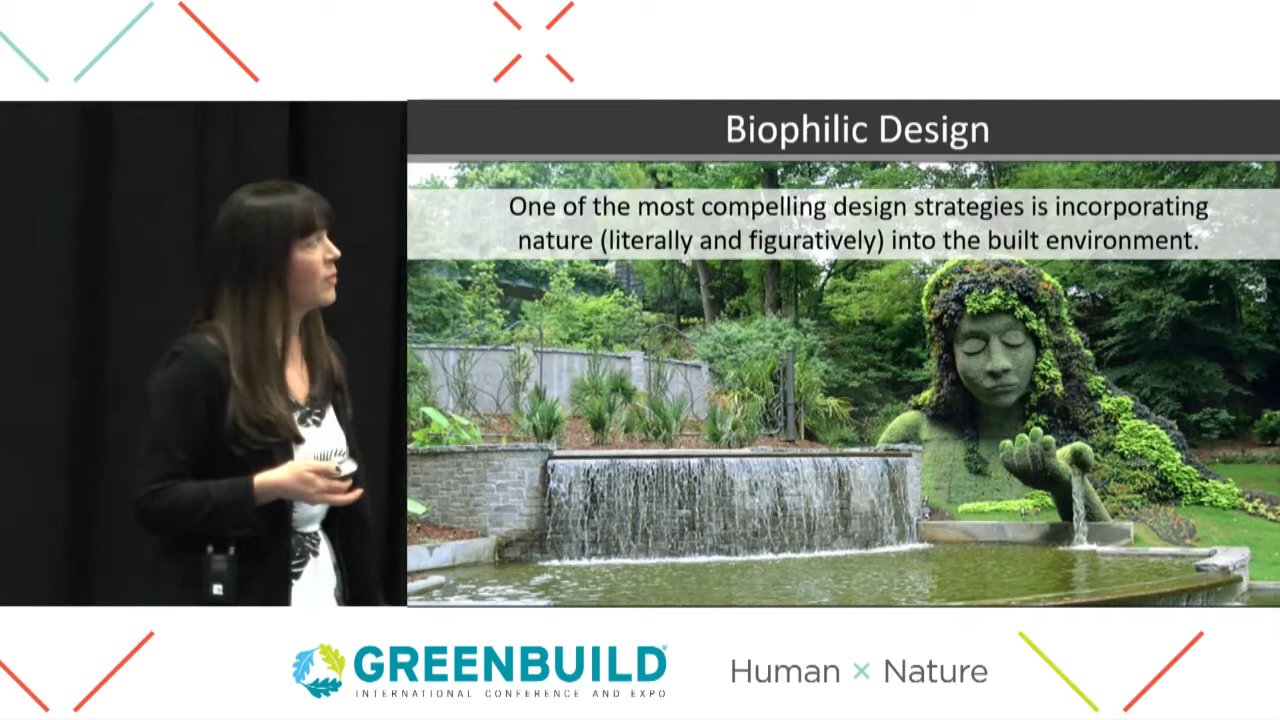 Biophilic Design
One of the most compelling design strategies is incorporating
nature (literally and figuratively) into the built environment.
GREENBUILD
INTERNATIONAL CONFERENCE AND EXPO
Human × Nature